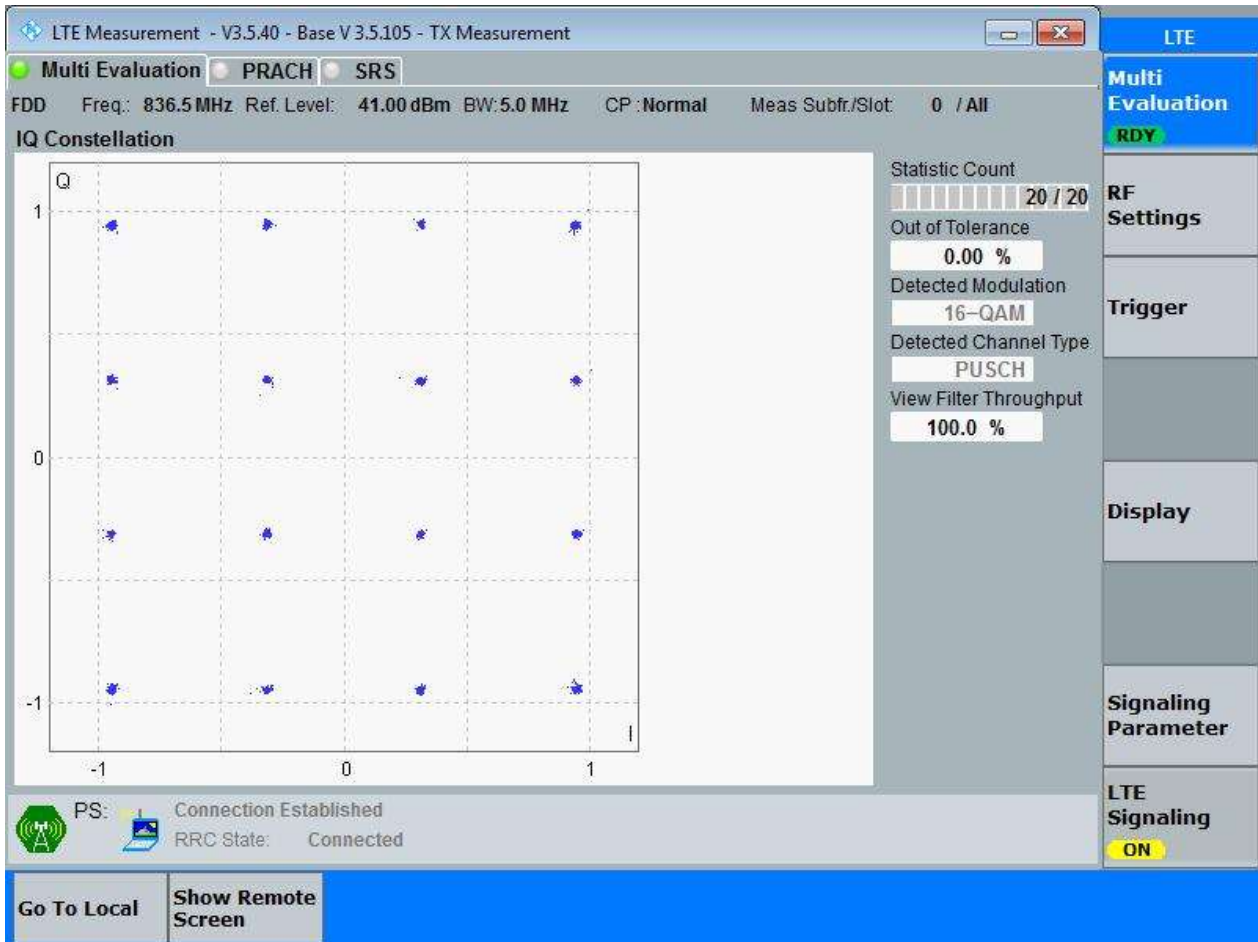 LTE Measurement - V3.5.40 - Base V 3.5.105 - TX Measurement
LTE
Multi Evaluation PRACH SRS
Multi
Evaluation
RDY
FDD Freq.: 836.5 MHz Ref. Level: 41.00 dBm BW: 5.0 MHz CP : Normal Meas Subfr./Slot: 0 / All
IQ Constellation
Q
1
0
-1
I
-1 0 1
Statistic Count
20 / 20
Out of Tolerance
0.00 %
Detected Modulation
16-QAM
Detected Channel Type
PUSCH
View Filter Throughput
100.0 %
RF
Settings
Trigger
Display
Signaling
Parameter
LTE
Signaling
ON
PS: Connection Established
RRC State: Connected
Go To Local
Show Remote
Screen